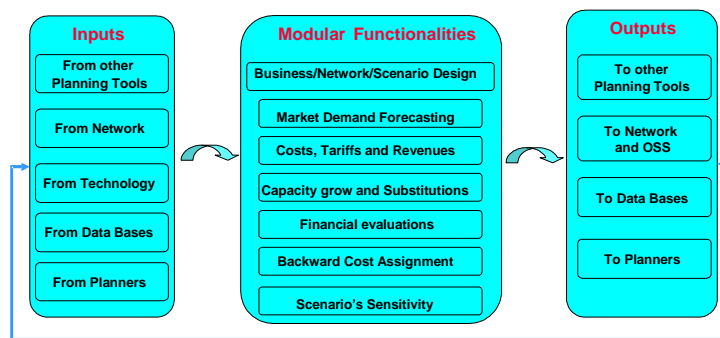 Inputs
From other
Planning Tools
From Network
From Technology
From Data Bases
From Planners
Modular Functionalities
Business/Network/Scenario Design
Market Demand Forecasting
Costs, Tariffs and Revenues
Capacity grow and Substitutions
Financial evaluations
Backward Cost Assignment
Scenario's Sensitivity
Outputs
To other
Planning Tools
To Network
and OSS
To Data Bases
To Planners